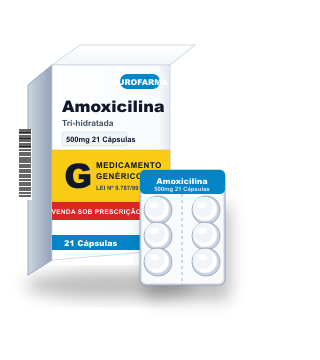 UROFARMA
Amoxicilina
Tri-hidratada
500mg 21 Cápsulas
G
MEDICAMENTO
GENÉRICO
LEI Nº 9.787/99
VENDA SOB PRESCRIÇÃO
21 Cápsulas
Amoxicilina
500mg 21 Cápsulas